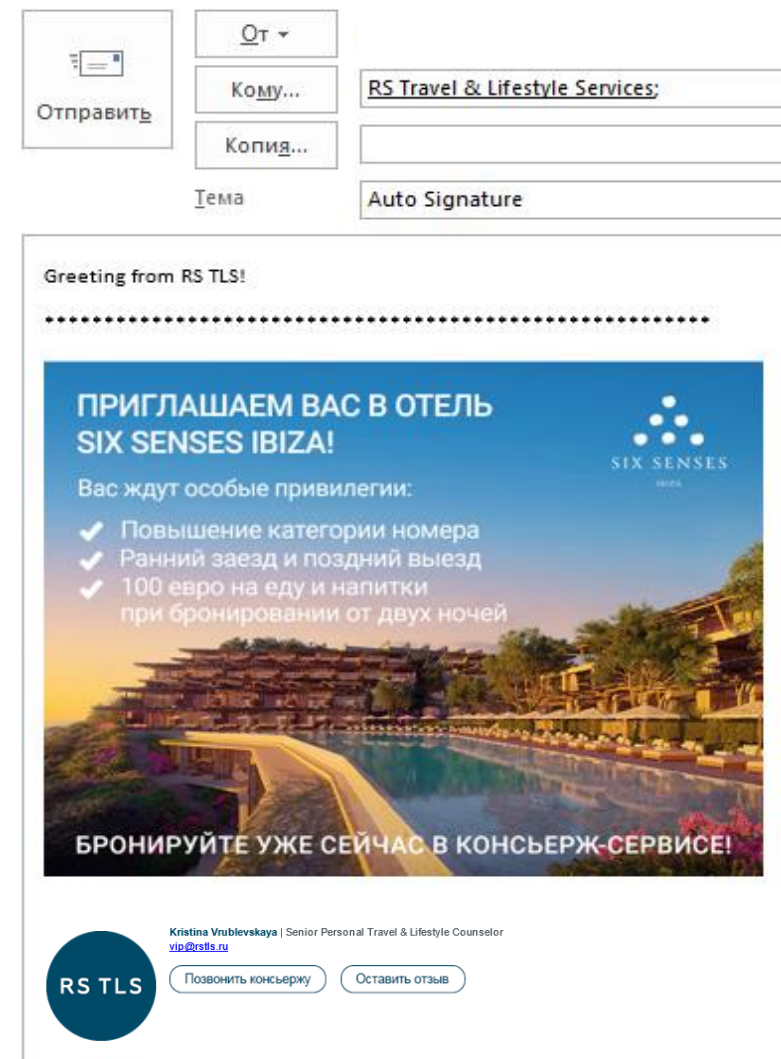 От
Отправить
Кому...
RS Travel & Lifestyle Services;
Копия...
Тема
Auto Signature
Greeting from RS TLS!
ПРИГЛАШАЕМ ВАС В ОТЕЛЬ
SIX SENSES IBIZA!
SIX SENSES
IBIZA
Вас ждут особые привилегии:
Повышение категории номера
Ранний заезд и поздний выезд
100 евро на еду и напитки
при бронировании от двух ночей
БРОНИРУЙТЕ УЖЕ СЕЙЧАС В КОНСЬЕРЖ-СЕРВИСЕ!
Kristina Vrublevskaya | Senior Personal Travel & Lifestyle Counselor
vip@rstls.ru
RS TLS
Позвонить консьержу
Оставить отзыв